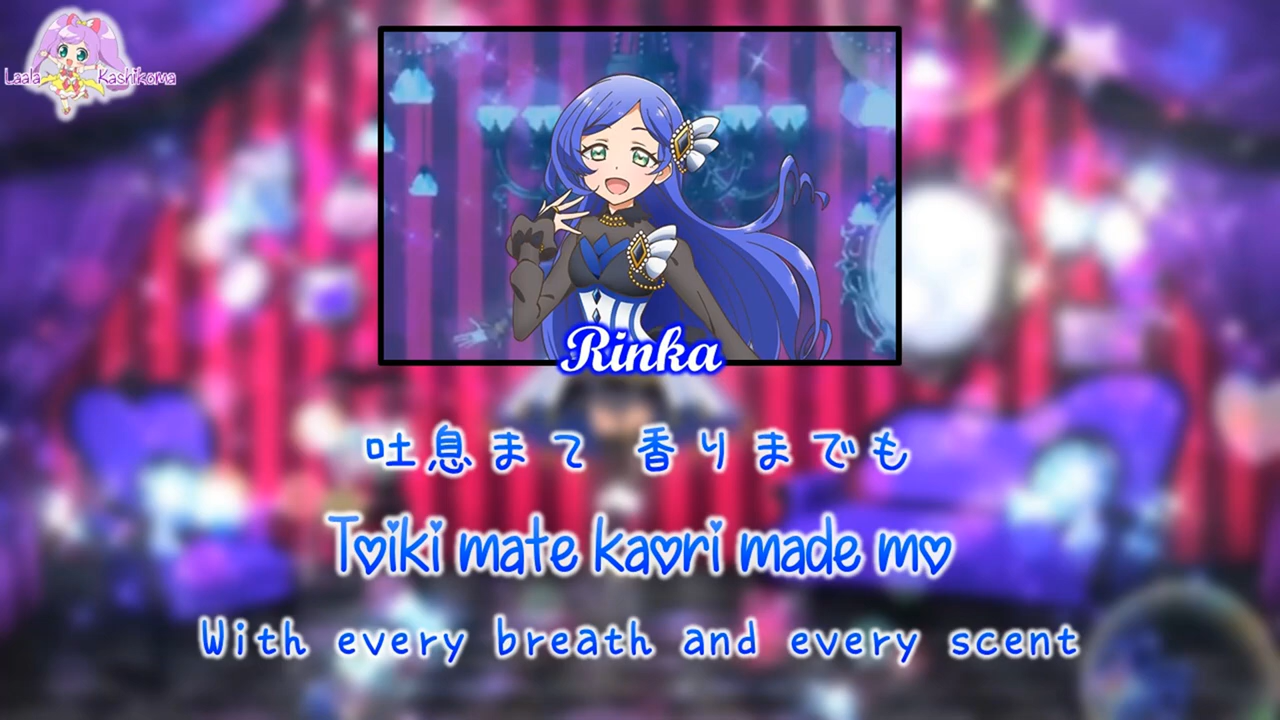 Laala Kashikoma
Rinka
吐息まて 香りまでも
Toiki mate kaori made mo
With every breath and every scent